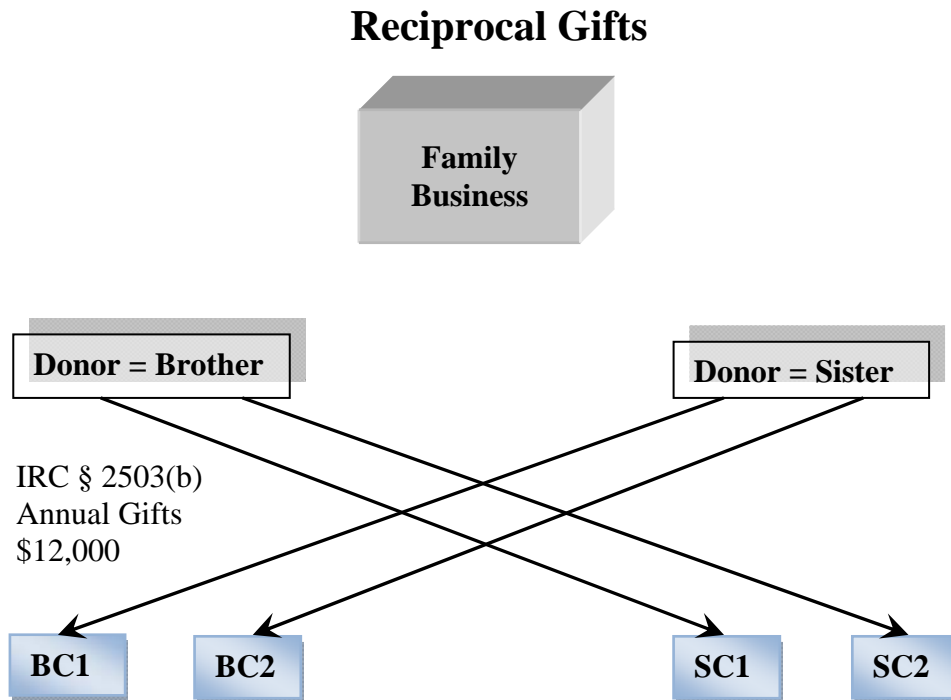 Reciprocal Gifts
Family
Business
Donor = Brother
Donor = Sister
IRC § 2503(b)
Annual Gifts
$12,000
BC1
BC2
SC1
SC2